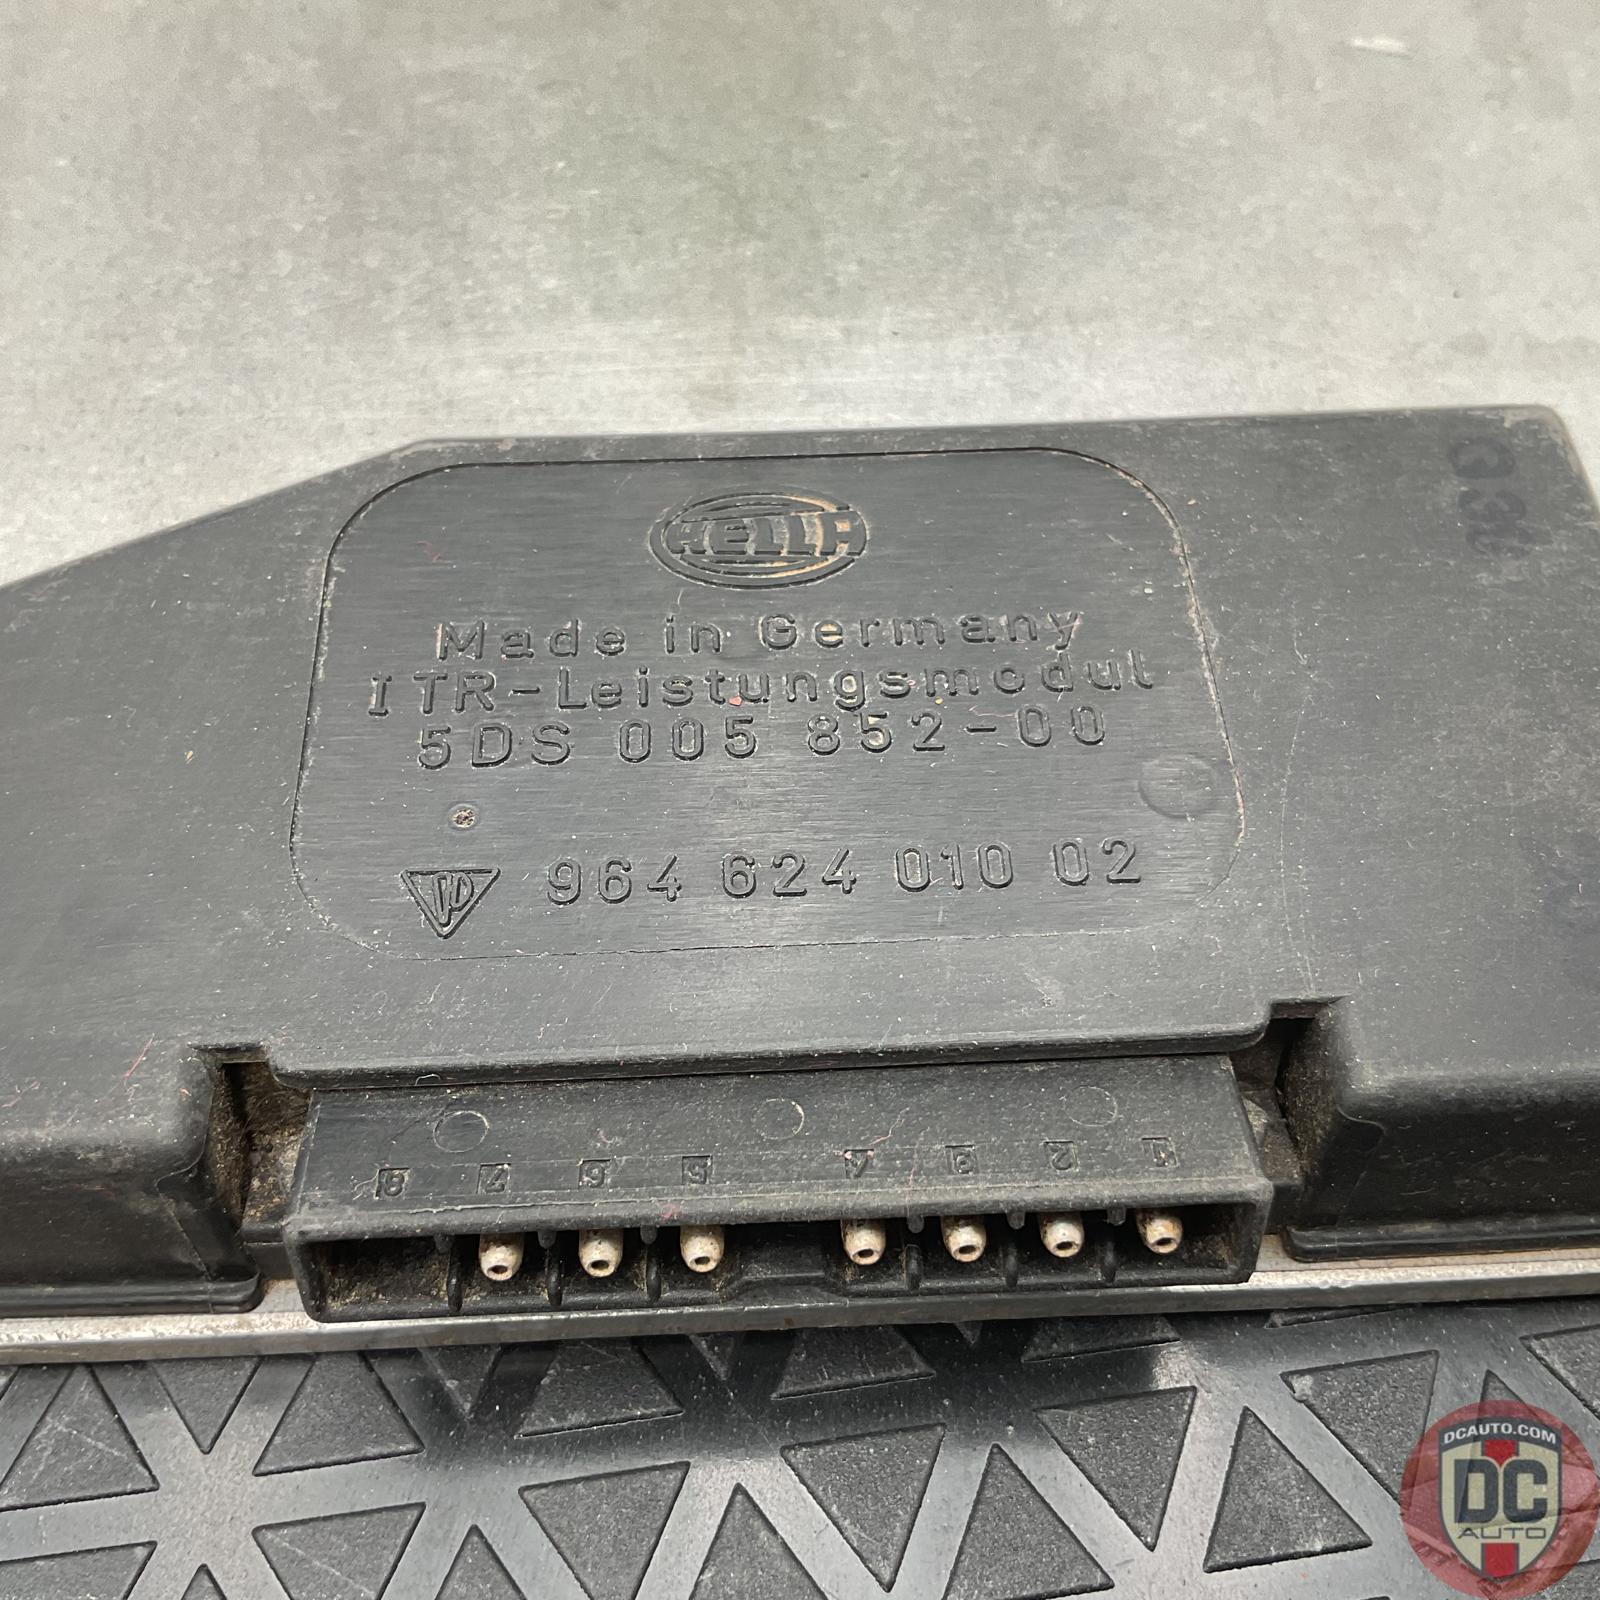 HELLA
Made in Germany
ITR-Leistungsmodul
5DS 005 852-00
964 624 010 02
8 7 6 5 4 3 2 1
DCAUTO.COM
DC
AUTO